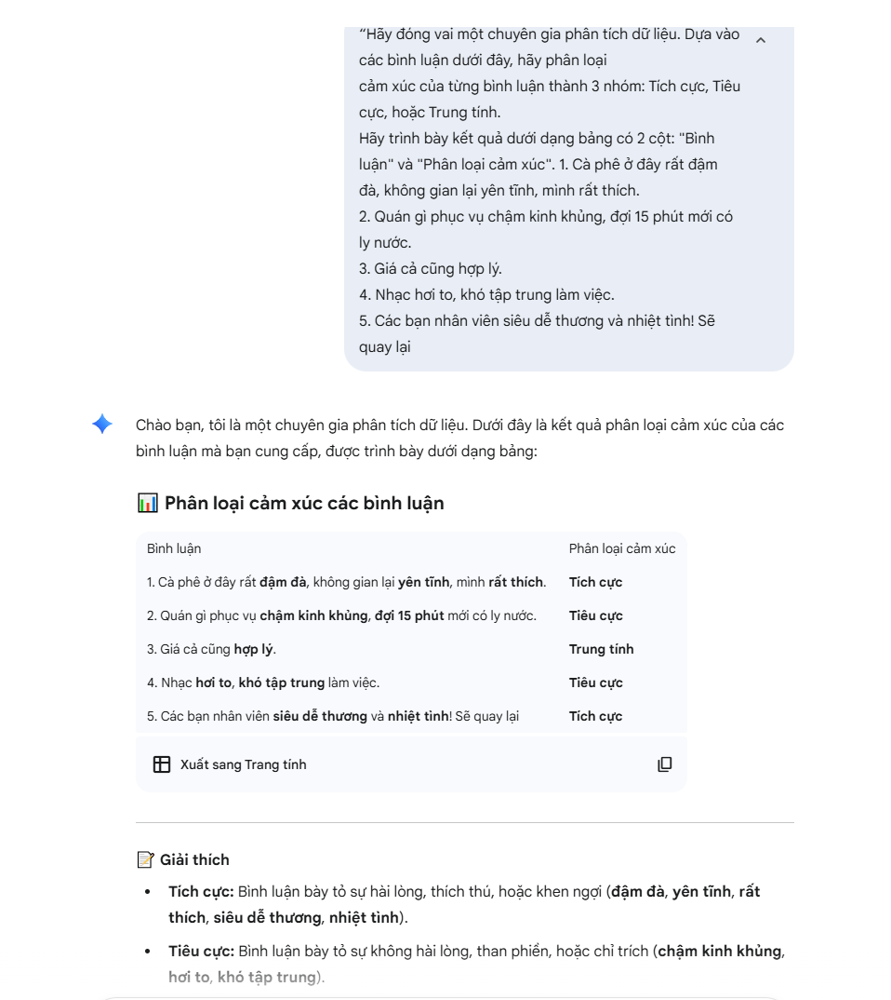 “Hãy đóng vai một chuyên gia phân tích dữ liệu. Dựa vào
các bình luận dưới đây, hãy phân loại
cảm xúc của từng bình luận thành 3 nhóm: Tích cực, Tiêu
cực, hoặc Trung tính.
Hãy trình bày kết quả dưới dạng bảng có 2 cột: "Bình
luận" và "Phân loại cảm xúc". 1. Cà phê ở đây rất đậm
đà, không gian lại yên tĩnh, mình rất thích.
2. Quán gì phục vụ chậm kinh khủng, đợi 15 phút mới có
ly nước.
3. Giá cả cũng hợp lý.
4. Nhạc hơi to, khó tập trung làm việc.
5. Các bạn nhân viên siêu dễ thương và nhiệt tình! Sẽ
quay lại
Chào bạn, tôi là một chuyên gia phân tích dữ liệu. Dưới đây là kết quả phân loại cảm xúc của các
bình luận mà bạn cung cấp, được trình bày dưới dạng bảng:
Phân loại cảm xúc các bình luận
Bình luận Phân loại cảm xúc
1. Cà phê ở đây rất đậm đà, không gian lại yên tĩnh, mình rất thích. Tích cực
2. Quán gì phục vụ chậm kinh khủng, đợi 15 phút mới có ly nước. Tiêu cực
3. Giá cả cũng hợp lý. Trung tính
4. Nhạc hơi to, khó tập trung làm việc. Tiêu cực
5. Các bạn nhân viên siêu dễ thương và nhiệt tình! Sẽ quay lại Tích cực
Xuất sang Trang tính
Giải thích
• Tích cực: Bình luận bày tỏ sự hài lòng, thích thú, hoặc khen ngợi (đậm đà, yên tĩnh, rất
thích, siêu dễ thương, nhiệt tình).
• Tiêu cực: Bình luận bày tỏ sự không hài lòng, than phiền, hoặc chỉ trích (chậm kinh khủng,
hơi to, khó tập trung).